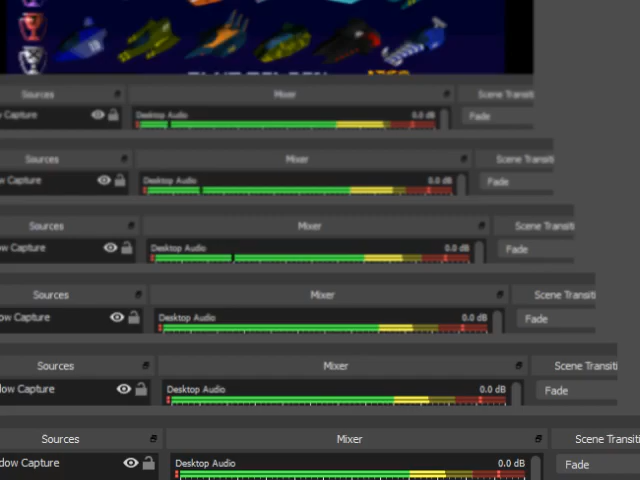 Sources Mixer Scene Transiti
Capture Desktop Audio 0.0 dB Fade
Sources Mixer Scene Transiti
w Capture Desktop Audio 0.0 dB Fade
Sources Mixer Scene Transiti
ow Capture Desktop Audio 0.0 dB Fade
Sources Mixer Scene Transiti
ow Capture Desktop Audio 0.0 dB Fade
Sources Mixer Scene Transiti
low Capture Desktop Audio 0.0 dB Fade
Sources Mixer Scene Transiti
dow Capture Desktop Audio 0.0 dB Fade